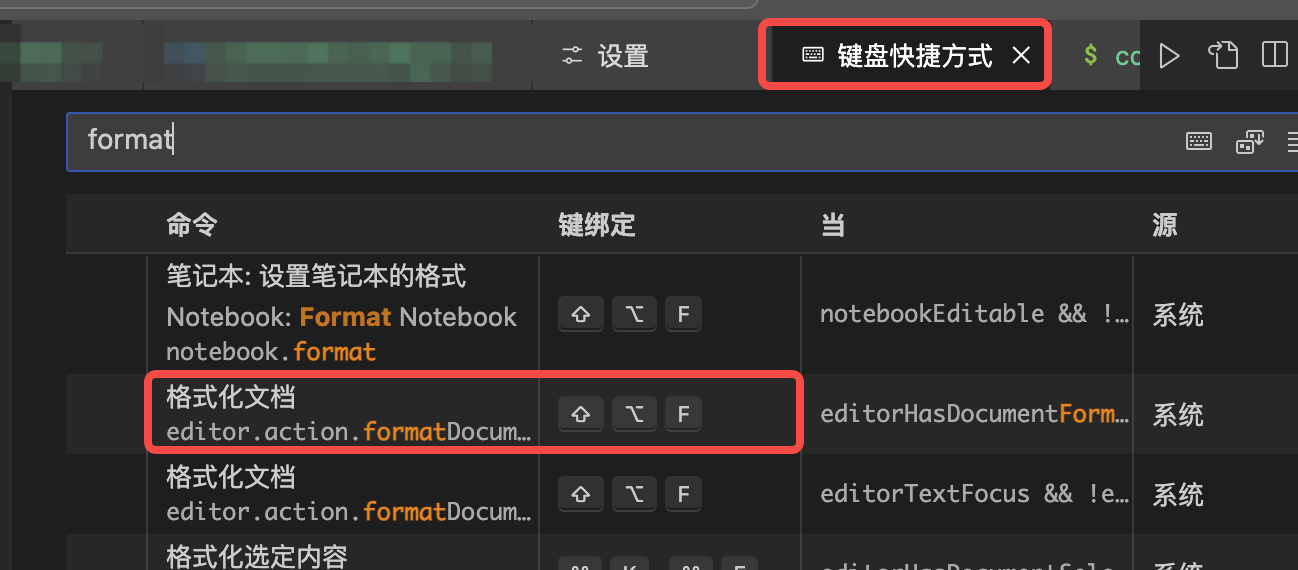 设置
键盘快捷方式
$ co
format
命令 键绑定 当 源
笔记本: 设置笔记本的格式
Notebook: Format Notebook
notebook.format
⇧ ⌥ F
notebookEditable && !…
系统
格式化文档
editor.action.formatDocum…
⇧ ⌥ F
editorHasDocumentForm…
系统
格式化文档
editor.action.formatDocum…
⇧ ⌥ F
editorTextFocus && !e…
系统
格式化选定内容
⌘ K ⌘ F
editorHasDocumentSele…
系统